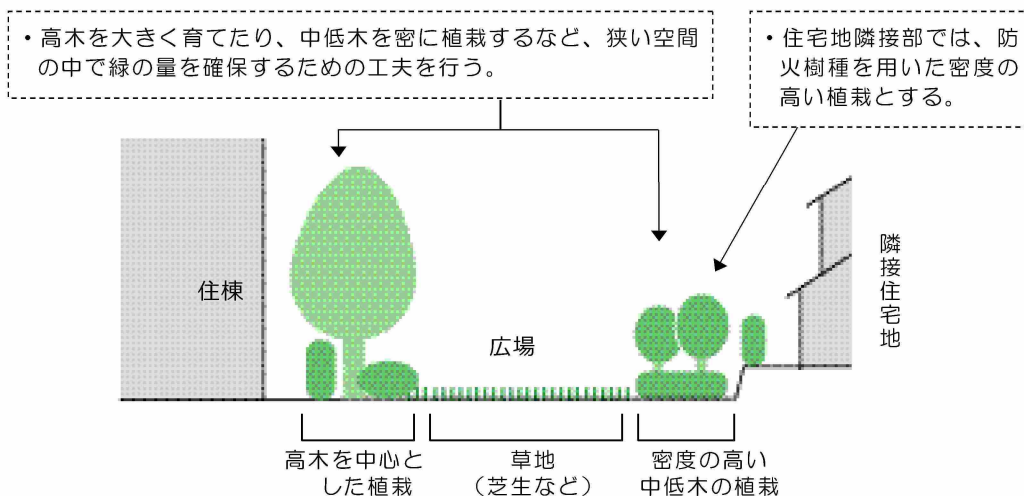 ・高木を大きく育てたり、中低木を密に植栽するなど、狭い空間
の中で緑の量を確保するための工夫を行う。
・住宅地隣接部では、防
火樹種を用いた密度の
高い植栽とする。
住棟
広場
隣接住宅地
高木を中心と
した植栽
草地
（芝生など）
密度の高い
中低木の植栽